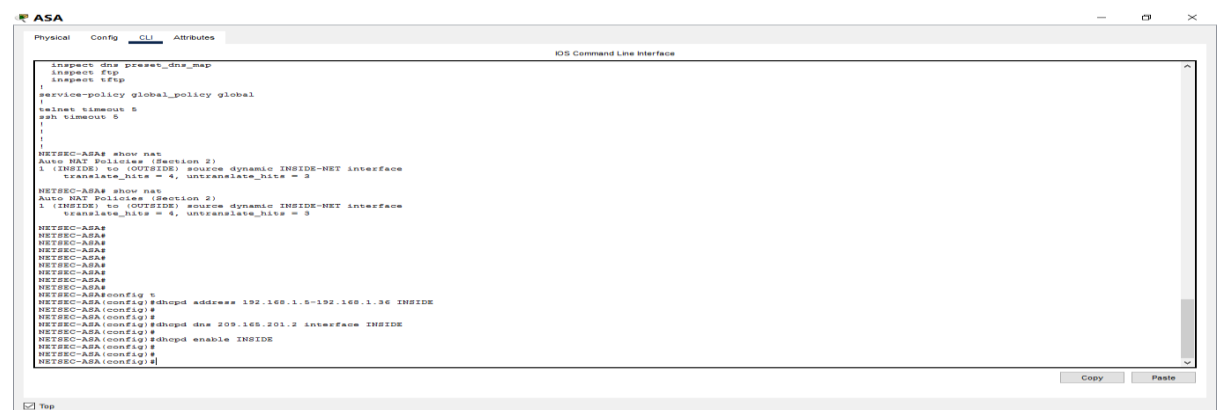 ASA
Physical Config CLI Attributes
IOS Command Line Interface
inspect dns preset_dns_map
inspect ftp
inspect tftp
!
service-policy global_policy global
!
telnet timeout 5
ssh timeout 5
!
!
!
!
NETSEC-ASA# show nat
Auto NAT Policies (Section 2)
1 (INSIDE) to (OUTSIDE) source dynamic INSIDE-NET interface
translate_hits = 4, untranslate_hits = 3
NETSEC-ASA# show nat
Auto NAT Policies (Section 2)
1 (INSIDE) to (OUTSIDE) source dynamic INSIDE-NET interface
translate_hits = 4, untranslate_hits = 3
NETSEC-ASA#
NETSEC-ASA#
NETSEC-ASA#
NETSEC-ASA#
NETSEC-ASA#
NETSEC-ASA#
NETSEC-ASA#
NETSEC-ASA#
NETSEC-ASA#
NETSEC-ASA#config t
NETSEC-ASA(config)#dhcpd address 192.168.1.5-192.168.1.36 INSIDE
NETSEC-ASA(config)#
NETSEC-ASA(config)#
NETSEC-ASA(config)#dhcpd dns 209.165.201.2 interface INSIDE
NETSEC-ASA(config)#
NETSEC-ASA(config)#dhcpd enable INSIDE
NETSEC-ASA(config)#
NETSEC-ASA(config)#
NETSEC-ASA(config)#
Copy Paste
Top